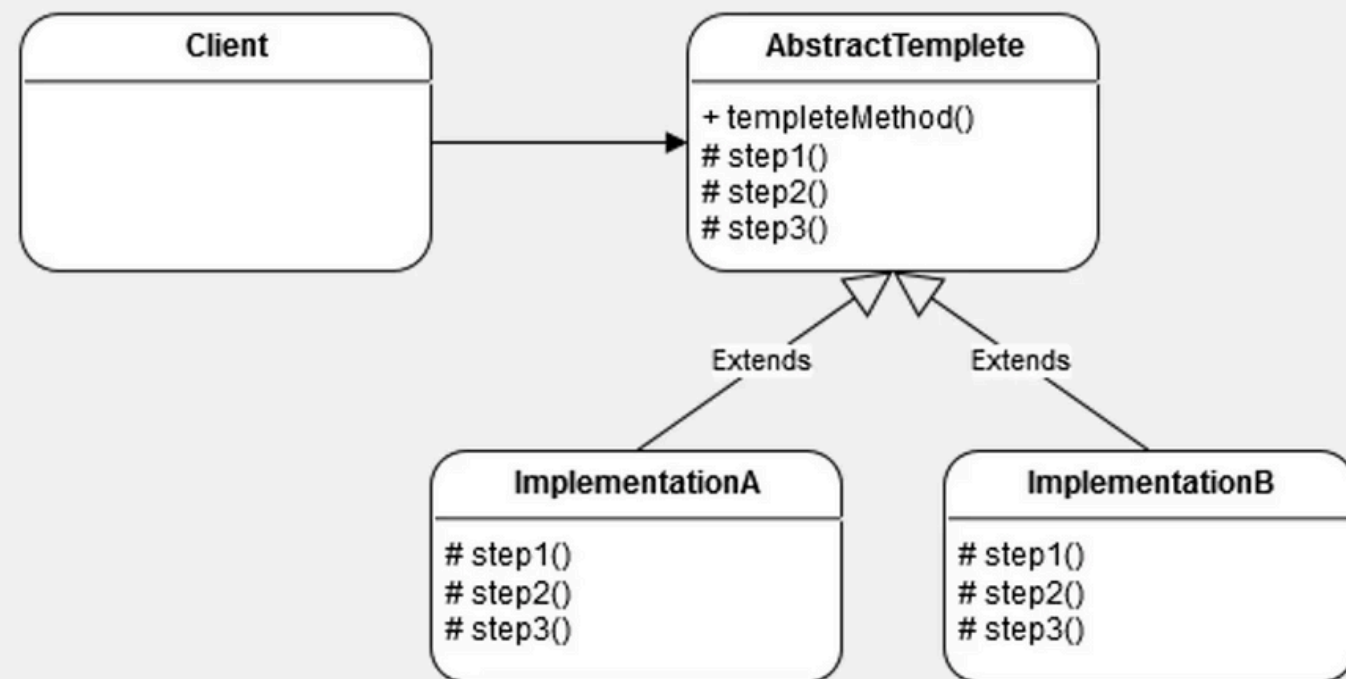 Client
AbstractTemplete
+ templeteMethod()
# step1()
# step2()
# step3()
Extends
Extends
ImplementationA
# step1()
# step2()
# step3()
ImplementationB
# step1()
# step2()
# step3()